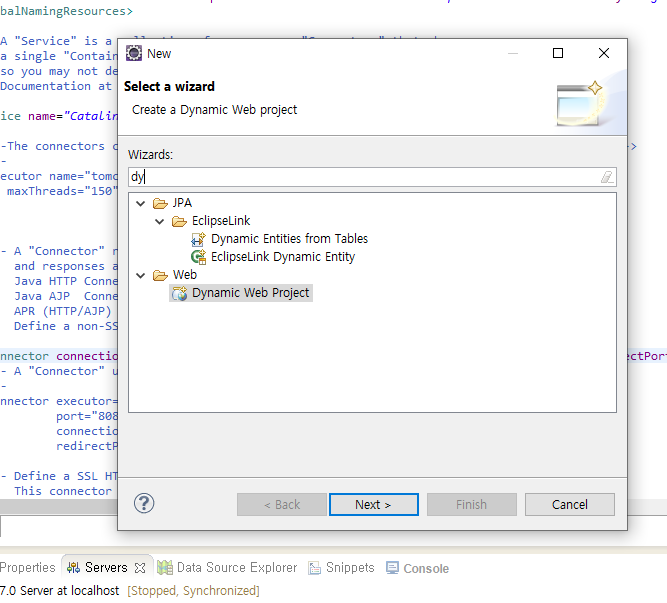 balNamingResources>
A "Service" is a
a single "Contain
so you may not de
Documentation at
ice name="Catalin
-The connectors c
->
-
ecutor name="tomc
maxThreads="150"
- A "Connector" r
and responses a
Java HTTP Conne
Java AJP Conne
APR (HTTP/AJP)
Define a non-SS
nnector connectio
ectPort
- A "Connector" u
-
nnector executor=
port="808
connectio
redirectP
- Define a SSL HT
This connector
New
Select a wizard
Create a Dynamic Web project
Wizards:
dy
JPA
EclipseLink
Dynamic Entities from Tables
EclipseLink Dynamic Entity
Web
Dynamic Web Project
?
< Back
Next >
Finish
Cancel
Properties
Servers
Data Source Explorer
Snippets
Console
7.0 Server at localhost [Stopped, Synchronized]